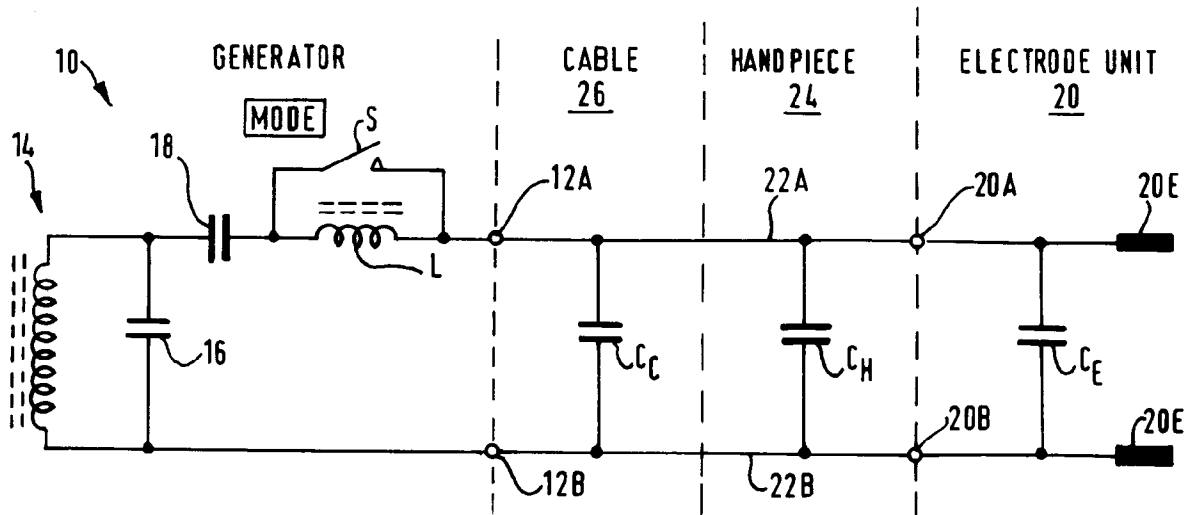 GENERATOR
CABLE
26
HANDPIECE
24
ELECTRODE UNIT
20
10
MODE
S
14
18
12A
22A
20A
20E
L
16
C_C
C_H
C_E
12B
22B
20B
20E